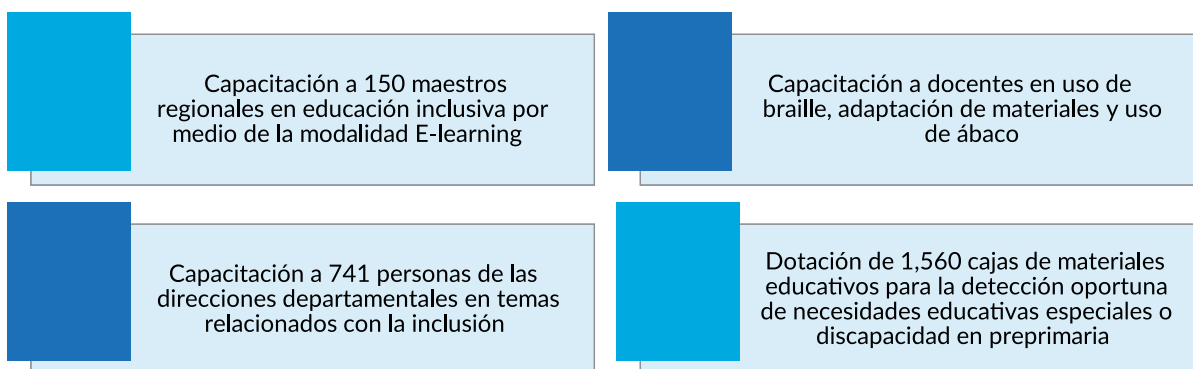 Capacitación a 150 maestros
regionales en educación inclusiva por
medio de la modalidad E-learning
Capacitación a docentes en uso de
braille, adaptación de materiales y uso
de ábaco
Capacitación a 741 personas de las
direcciones departamentales en temas
relacionados con la inclusión
Dotación de 1,560 cajas de materiales
educativos para la detección oportuna
de necesidades educativas especiales o
discapacidad en preprimaria